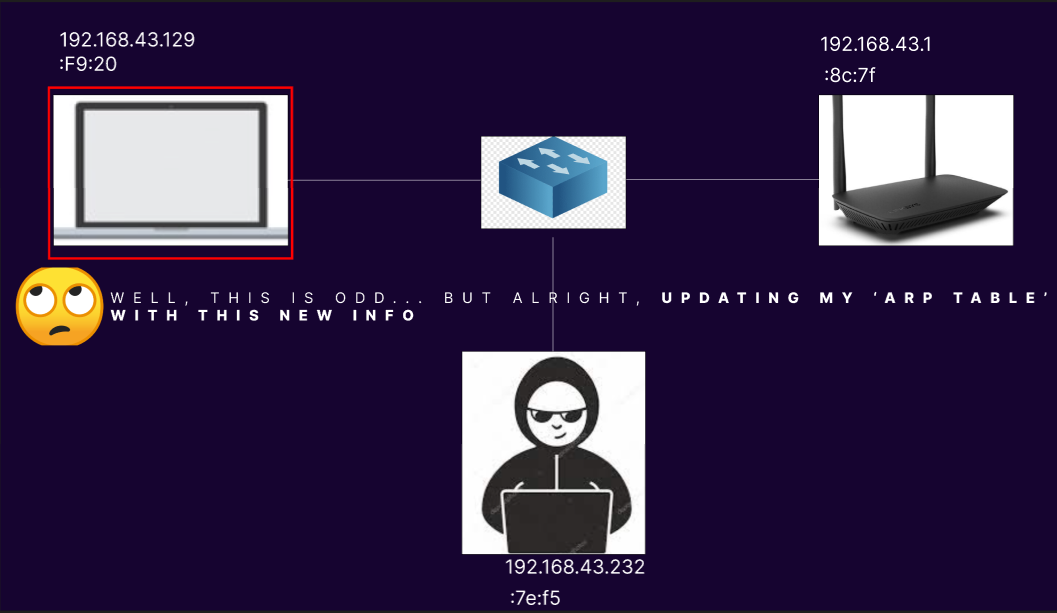 192.168.43.129
:F9:20
192.168.43.1
:8c:7f
WELL, THIS IS ODD... BUT ALRIGHT, UPDATING MY 'ARP TABLE'
WITH THIS NEW INFO
192.168.43.232
:7e:f5